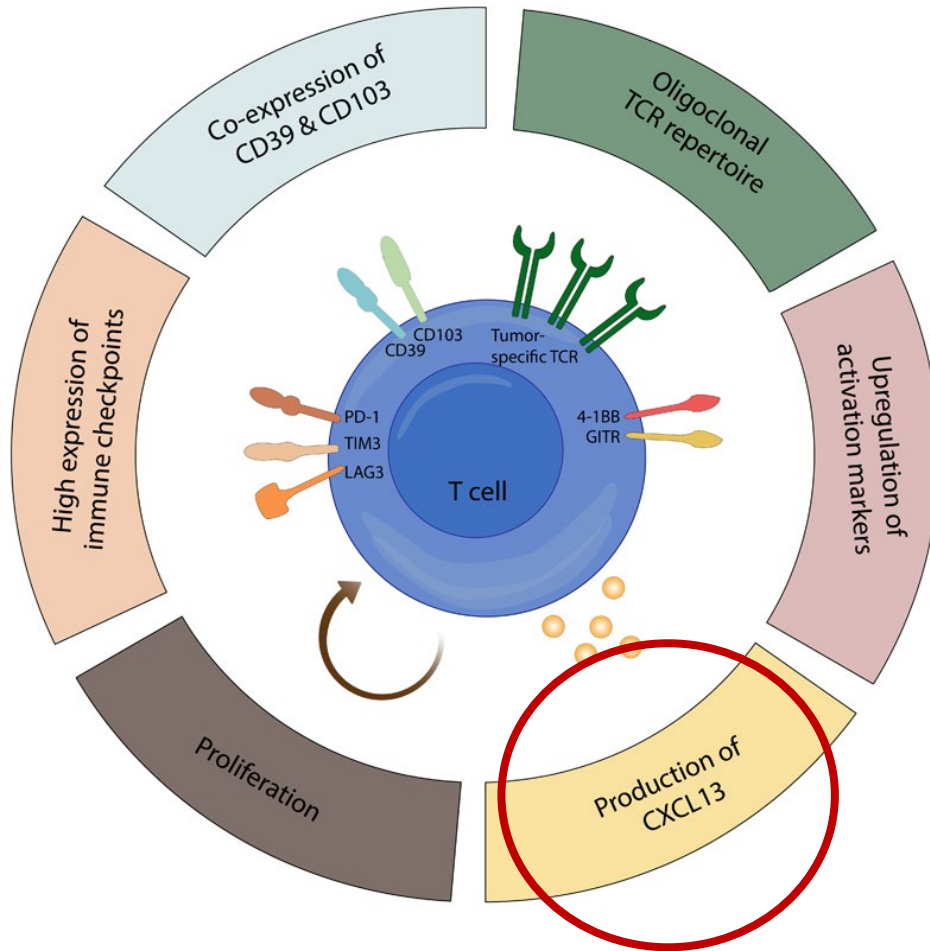 Co-expression of
CD39 & CD103
Oligoclonal
TCR repertoire
Upregulation of
activation markers
Production of
CXCL13
Proliferation
High expression of
immune checkpoints
CD103
CD39
Tumor-
specific TCR
PD-1
TIM3
LAG3
4-1BB
GITR
T cell